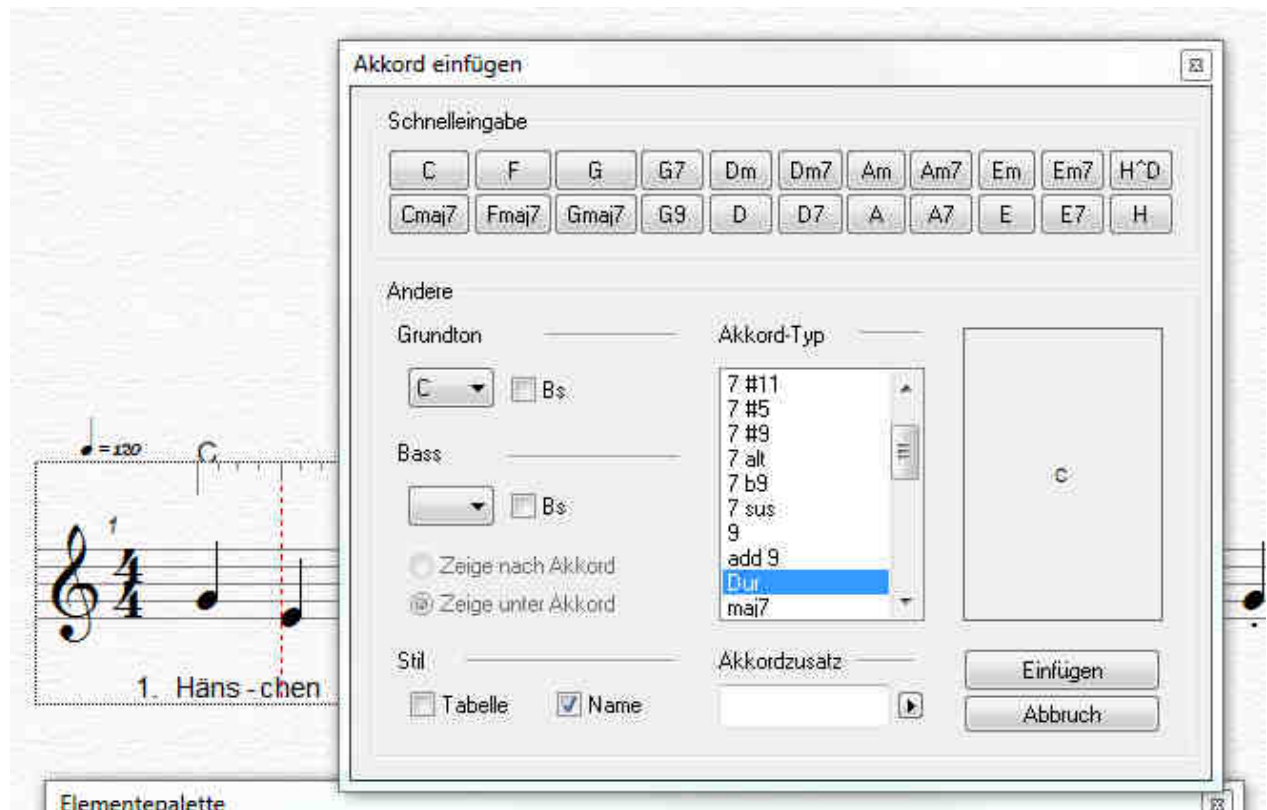 Akkord einfügen
Schnelleingabe
C F G G7 Dm Dm7 Am Am7 Em Em7 H^D
Cmaj7 Fmaj7 Gmaj7 G9 D D7 A A7 E E7 H
Andere
Grundton
C Bs
Bass
Bs
Zeige nach Akkord
Zeige unter Akkord
Stil
Tabelle Name
Akkord-Typ
7 #11
7 #5
7 #9
7 alt
7 b9
7 sus
9
add 9
Dur
maj7
Akkordzusatz
C
Einfügen
Abbruch
= 120 C
1
4
4
1. Häns - chen
Elementepalette